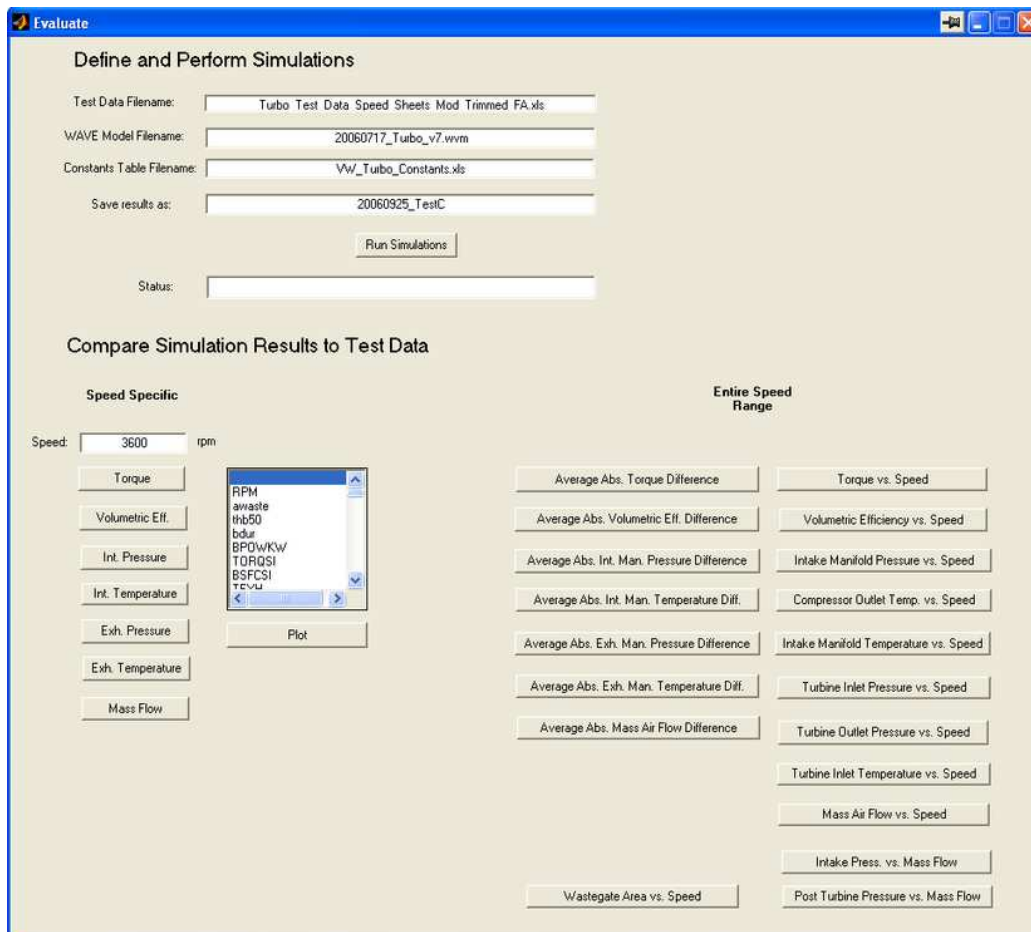 Evaluate
Define and Perform Simulations
Test Data Filename:
Turbo Test Data Speed Sheets Mod Trimmed FA.xls
WAVE Model Filename:
20060717_Turbo_v7.wvm
Constants Table Filename:
VW_Turbo_Constants.xls
Save results as:
20060925_TestC
Run Simulations
Status:
Compare Simulation Results to Test Data
Speed Specific
Speed:
3600
rpm
Torque
Volumetric Eff.
Int. Pressure
Int. Temperature
Exh. Pressure
Exh. Temperature
Mass Flow
RPM
awaste
thb50
bdur
BPOWKW
TORQSI
BSFCSI
Plot
Entire Speed
Range
Average Abs. Torque Difference
Average Abs. Volumetric Eff. Difference
Average Abs. Int. Man. Pressure Difference
Average Abs. Int. Man. Temperature Diff.
Average Abs. Exh. Man. Pressure Difference
Average Abs. Exh. Man. Temperature Diff.
Average Abs. Mass Air Flow Difference
Wastegate Area vs. Speed
Torque vs. Speed
Volumetric Efficiency vs. Speed
Intake Manifold Pressure vs. Speed
Compressor Outlet Temp. vs. Speed
Intake Manifold Temperature vs. Speed
Turbine Inlet Pressure vs. Speed
Turbine Outlet Pressure vs. Speed
Turbine Inlet Temperature vs. Speed
Mass Air Flow vs. Speed
Intake Press. vs. Mass Flow
Post Turbine Pressure vs. Mass Flow